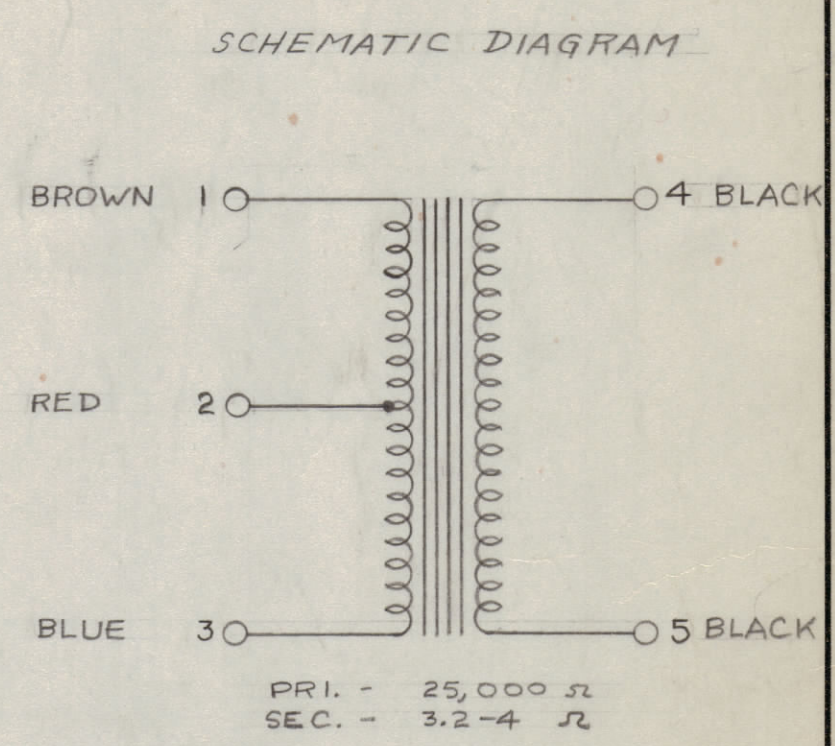 SCHEMATIC DIAGRAM
BROWN 1 4 BLACK
RED 2
BLUE 3 5 BLACK
PRI. - 25,000 Ω
SEC. - 3.2-4 Ω